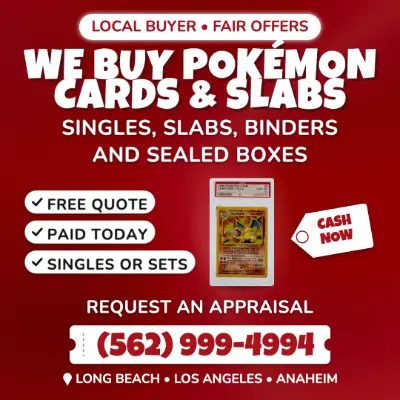 LOCAL BUYER • FAIR OFFERS
WE BUY POKÉMON
CARDS & SLABS
SINGLES, SLABS, BINDERS
AND SEALED BOXES
FREE QUOTE
PAID TODAY
SINGLES OR SETS
CASH
NOW
REQUEST AN APPRAISAL
(562) 999-4994
LONG BEACH • LOS ANGELES • ANAHEIM